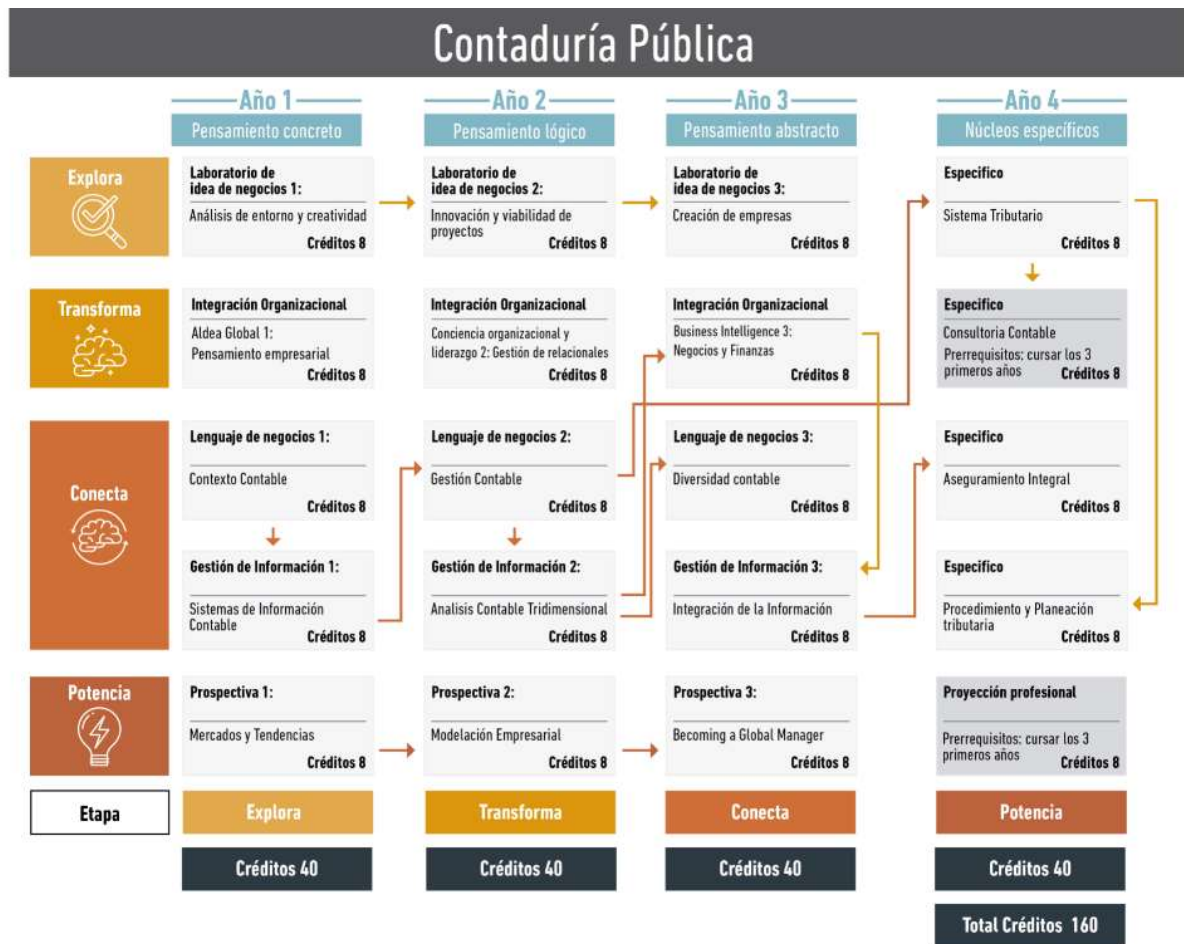 Contaduría Pública
Año 1
Año 2
Año 3
Año 4
Pensamiento concreto
Pensamiento lógico
Pensamiento abstracto
Núcleos específicos
Explora
Laboratorio de
idea de negocios 1:
Análisis de entorno y creatividad
Créditos 8
Laboratorio de
idea de negocios 2:
Innovación y viabilidad de
proyectos
Créditos 8
Laboratorio de
idea de negocios 3:
Creación de empresas
Créditos 8
Especifico
Sistema Tributario
Créditos 8
Transforma
Integración Organizacional
Aldea Global 1:
Pensamiento empresarial
Créditos 8
Integración Organizacional
Conciencia organizacional y
liderazgo 2: Gestión de relacionales
Créditos 8
Integración Organizacional
Business Intelligence 3:
Negocios y Finanzas
Créditos 8
Especifico
Consultoria Contable
Prerrequisitos: cursar los 3
primeros años Créditos 8
Conecta
Lenguaje de negocios 1:
Contexto Contable
Créditos 8
Lenguaje de negocios 2:
Gestión Contable
Créditos 8
Lenguaje de negocios 3:
Diversidad contable
Créditos 8
Especifico
Aseguramiento Integral
Créditos 8
Gestión de Información 1:
Sistemas de Información
Contable
Créditos 8
Gestión de Información 2:
Analisis Contable Tridimensional
Créditos 8
Gestión de Información 3:
Integración de la Información
Créditos 8
Especifico
Procedimiento y Planeación
tributaria
Créditos 8
Potencia
Prospectiva 1:
Mercados y Tendencias
Créditos 8
Prospectiva 2:
Modelación Empresarial
Créditos 8
Prospectiva 3:
Becoming a Global Manager
Créditos 8
Proyección profesional
Prerrequisitos: cursar los 3
primeros años Créditos 8
Etapa
Explora
Transforma
Conecta
Potencia
Créditos 40
Créditos 40
Créditos 40
Créditos 40
Total Créditos 160